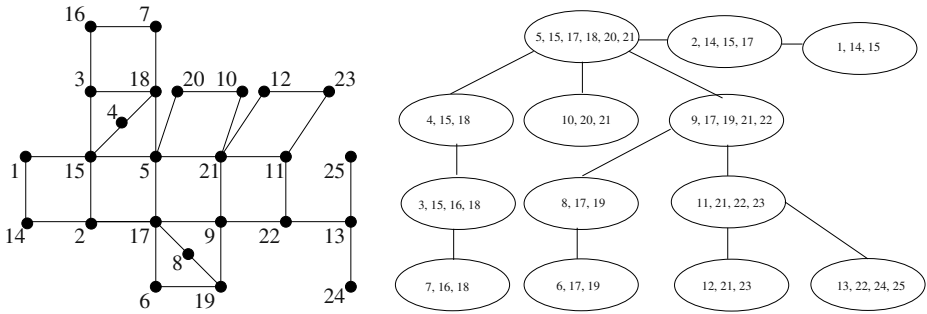 16 7
3 18 20 10 12 23
4
1 15 5 21 11 25
14 2 17 9 22 13
8
6 19 24
5, 15, 17, 18, 20, 21
2, 14, 15, 17
1, 14, 15
4, 15, 18
10, 20, 21
9, 17, 19, 21, 22
3, 15, 16, 18
8, 17, 19
11, 21, 22, 23
7, 16, 18
6, 17, 19
12, 21, 23
13, 22, 24, 25